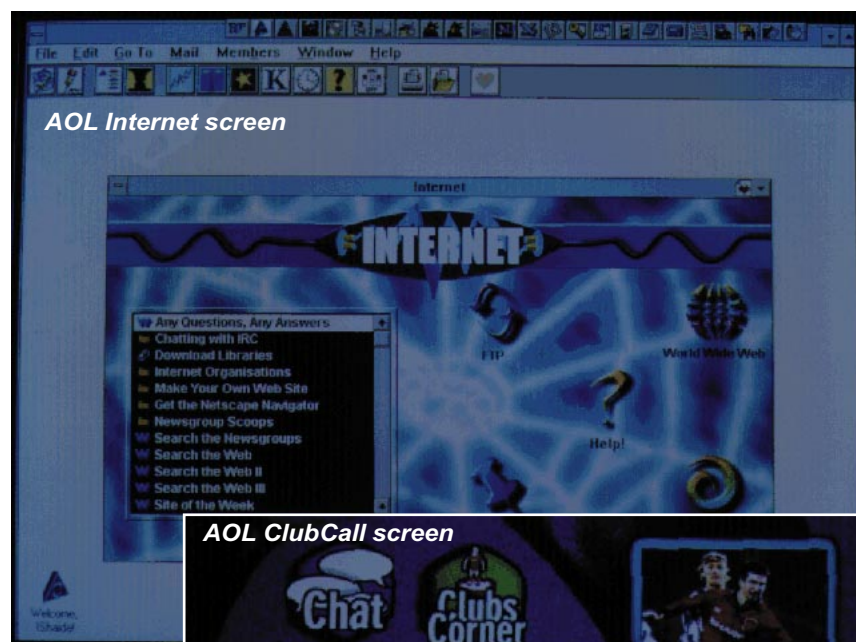 File Edit Go To Mail Members Window Help
K ?
AOL Internet screen
Internet
INTERNET
Any Questions, Any Answers
Chatting with IRC
Download Libraries
Internet Organisations
Make Your Own Web Site
Get the Netscape Navigator
Newsgroup Scoops
Search the Newsgroups
Search the Web
Search the Web II
Search the Web III
Site of the Week
FTP
World Wide Web
?
Help!
AOL ClubCall screen
Chat
Clubs
Corner
Welcome,